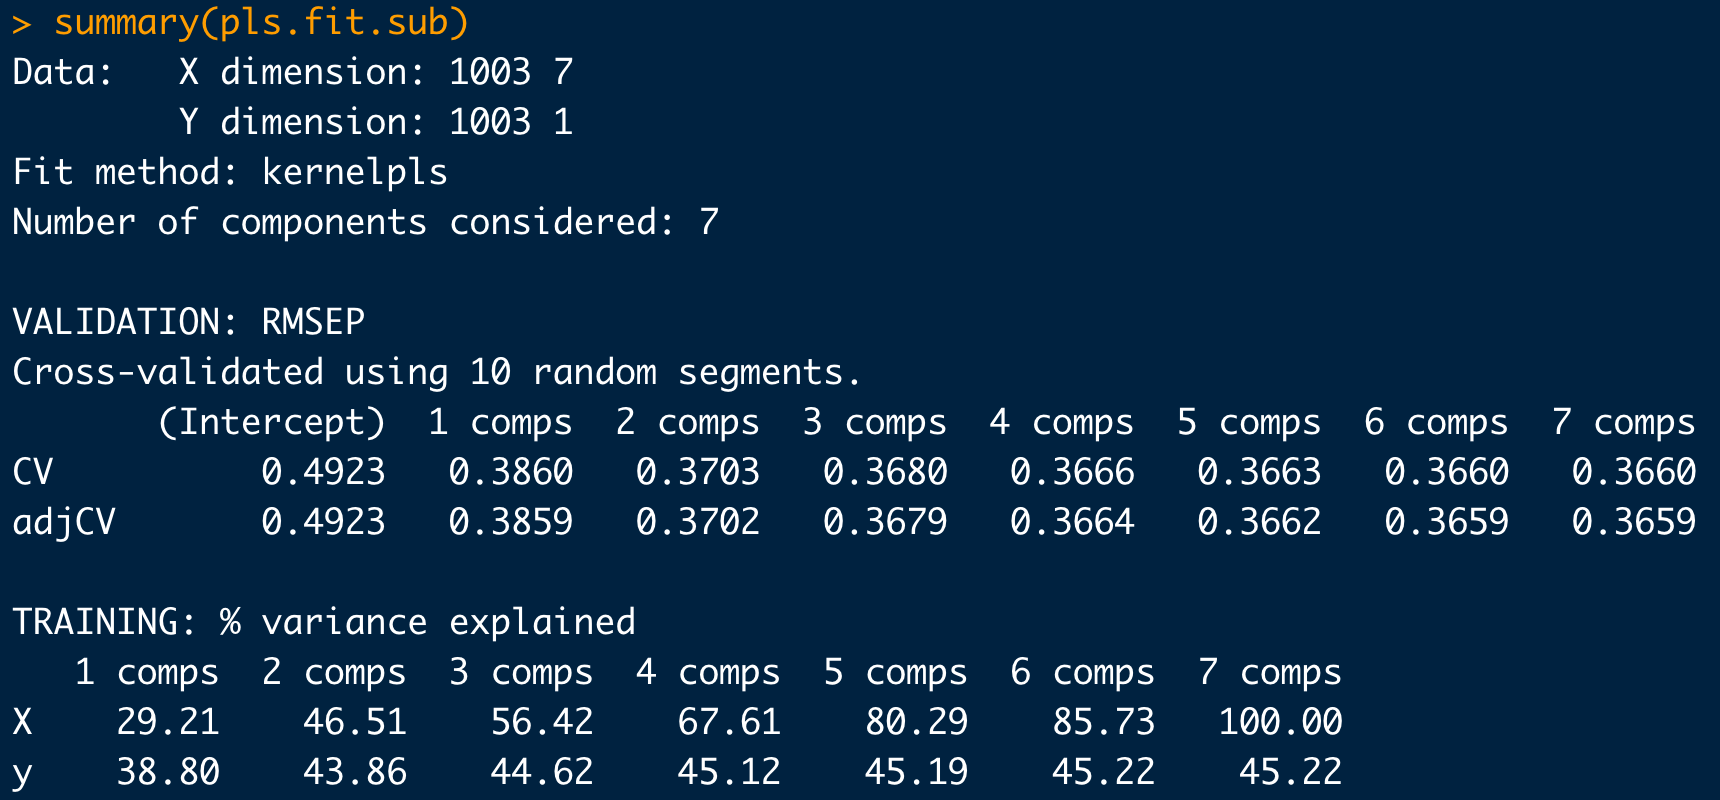 > summary(pls.fit.sub)
Data:   X dimension: 1003 7
        Y dimension: 1003 1
Fit method: kernelpls
Number of components considered: 7

VALIDATION: RMSEP
Cross-validated using 10 random segments.
       (Intercept)  1 comps  2 comps  3 comps  4 comps  5 comps  6 comps  7 comps
CV          0.4923   0.3860   0.3703   0.3680   0.3666   0.3663   0.3660   0.3660
adjCV       0.4923   0.3859   0.3702   0.3679   0.3664   0.3662   0.3659   0.3659

TRAINING: % variance explained
   1 comps  2 comps  3 comps  4 comps  5 comps  6 comps  7 comps
X    29.21    46.51    56.42    67.61    80.29    85.73   100.00
y    38.80    43.86    44.62    45.12    45.19    45.22    45.22